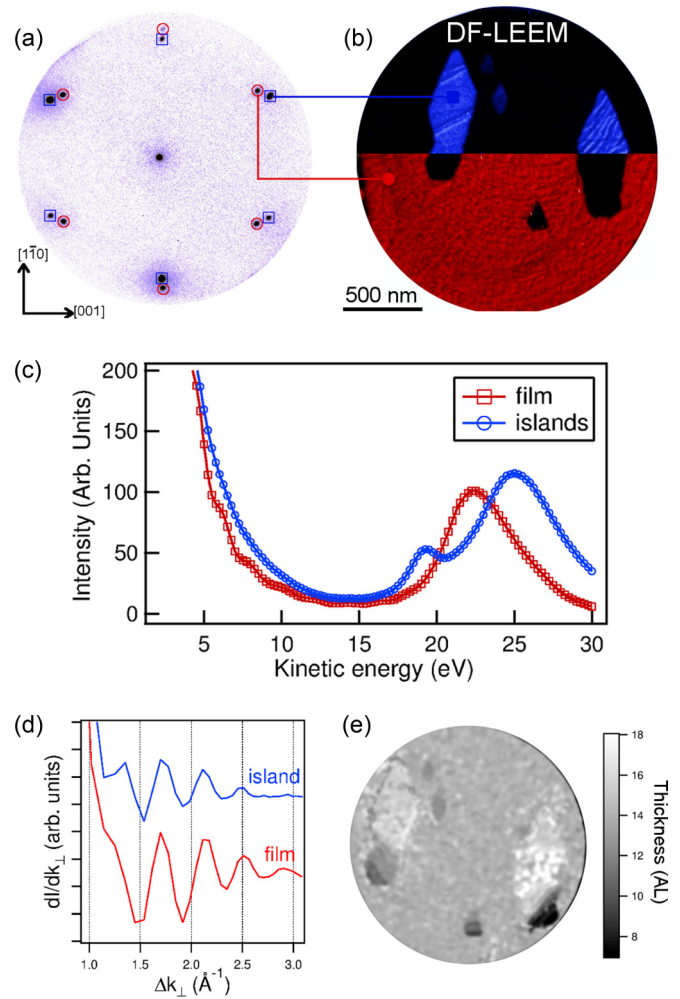 (a)
(b)
DF-LEEM
[11̅0]
[001]
500 nm
(c)
200
150
100
50
0
Intensity (Arb. Units)
film
islands
5
10
15
20
25
30
Kinetic energy (eV)
(d)
dI/dk⊥ (arb. units)
island
film
1.0
1.5
2.0
2.5
3.0
Δk⊥ (Å⁻¹)
(e)
18
16
14
12
10
8
Thickness (AL)